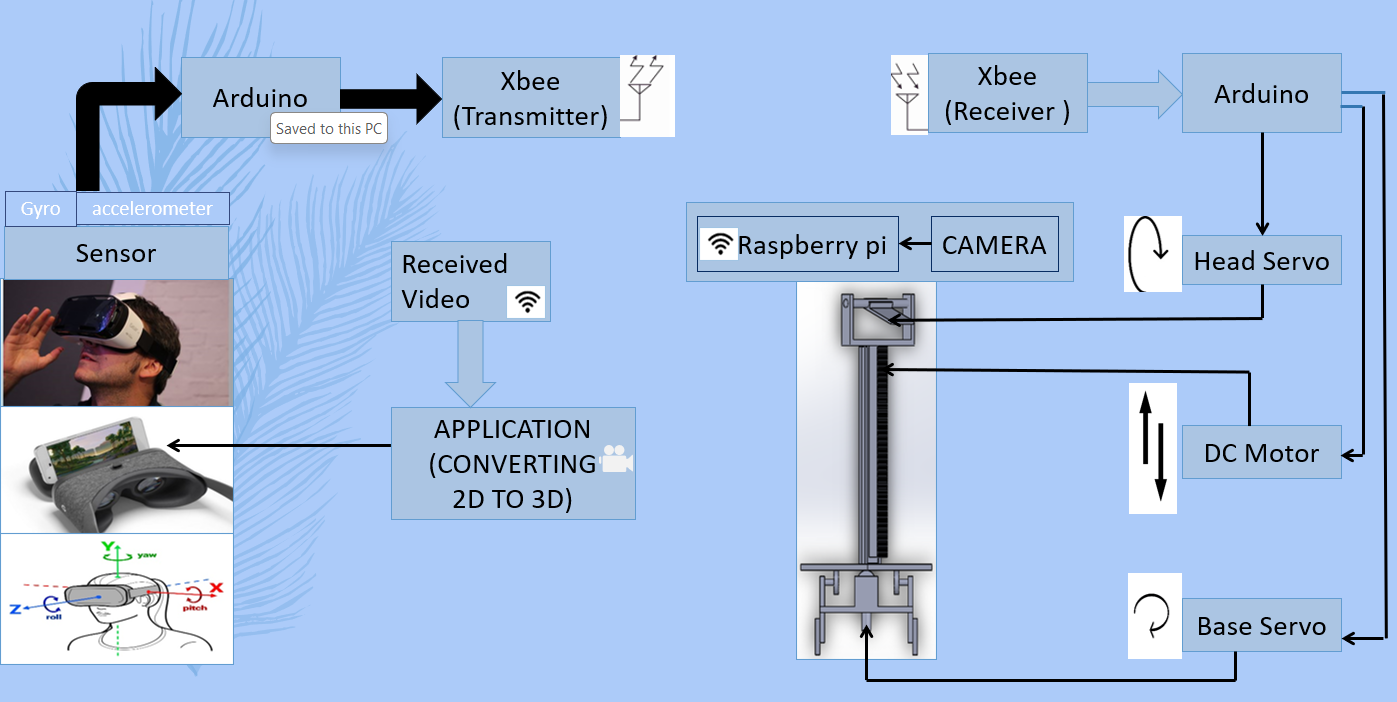 Arduino
Saved to this PC
Xbee
(Transmitter)
Xbee
(Receiver )
Arduino
Gyro
accelerometer
Sensor
Received
Video
Raspberry pi
CAMERA
Head Servo
APPLICATION
(CONVERTING
2D TO 3D)
DC Motor
Y
yaw
X
pitch
Z
roll
Base Servo